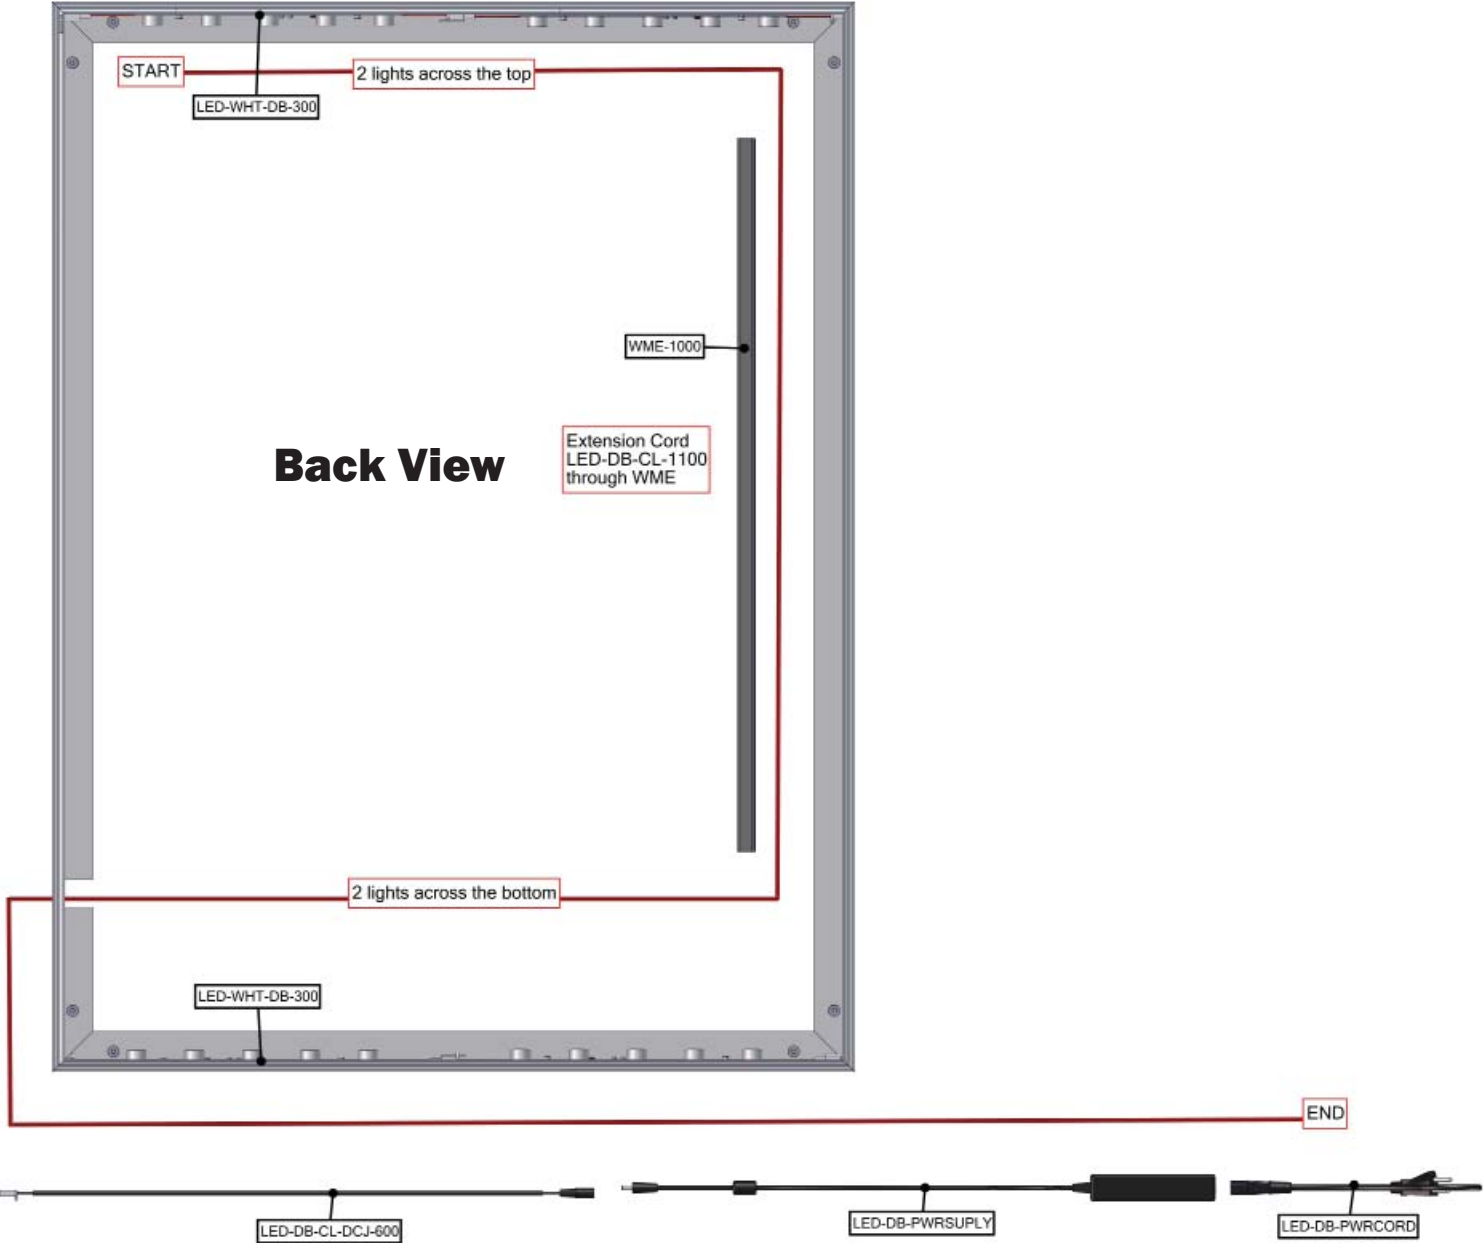 START
2 lights across the top
LED-WHT-DB-300
WME-1000
Back View
Extension Cord
LED-DB-CL-1100
through WME
2 lights across the bottom
LED-WHT-DB-300
END
LED-DB-CL-DCJ-600
LED-DB-PWRSUPLY
LED-DB-PWRCORD